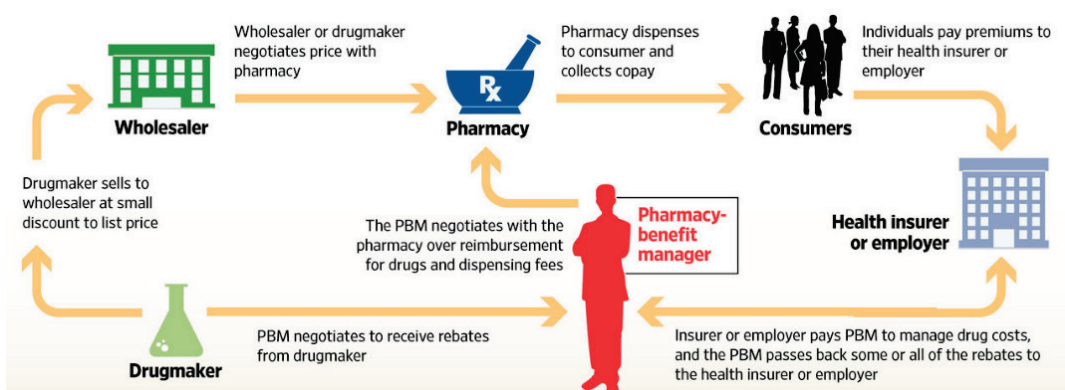 Wholesaler or drugmaker
negotiates price with
pharmacy
Pharmacy dispenses
to consumer and
collects copay
Individuals pay premiums to
their health insurer or
employer
Rx
Wholesaler
Pharmacy
Consumers
Drugmaker sells to
wholesaler at small
discount to list price
The PBM negotiates with the
pharmacy over reimbursement
for drugs and dispensing fees
Pharmacy-
benefit
manager
Health insurer
or employer
Drugmaker
PBM negotiates to receive rebates
from drugmaker
Insurer or employer pays PBM to manage drug costs,
and the PBM passes back some or all of the rebates to
the health insurer or employer